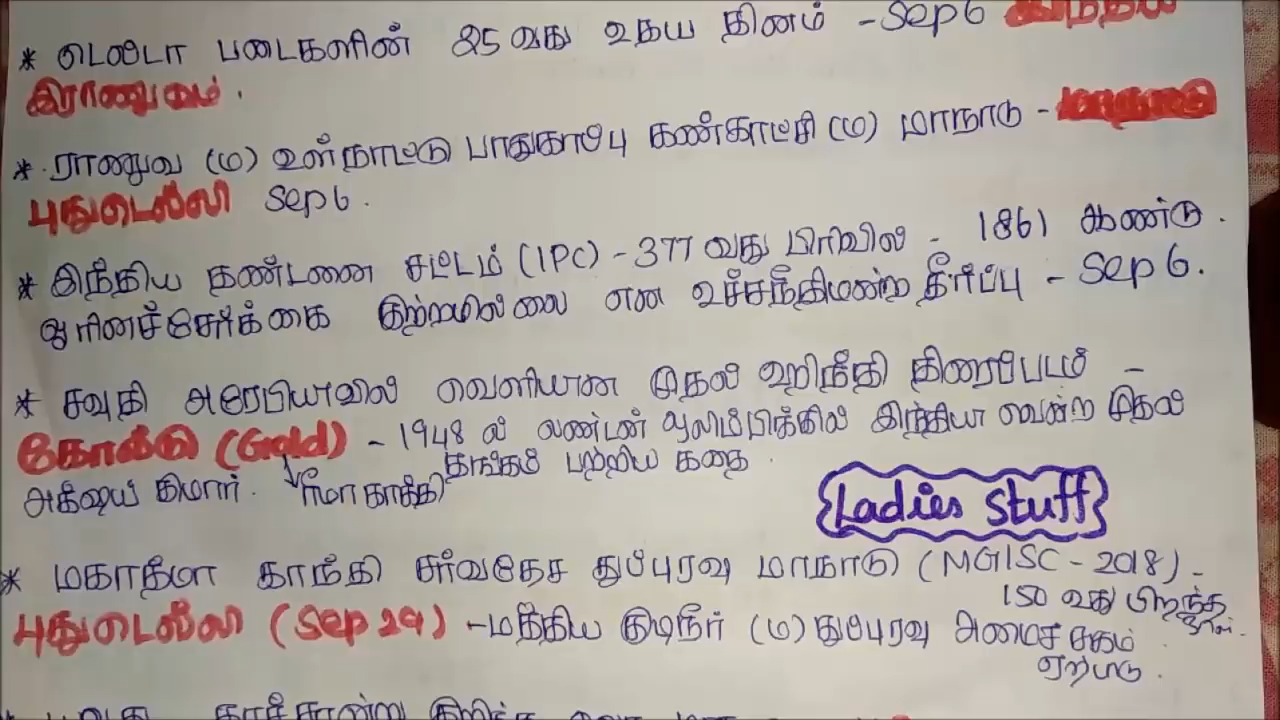 * டெல்டா படைகளின் 25 வது உதய தினம் - Sep 6
இராணுவம் .
* ராணுவ (ம) உள்நாட்டு பாதுகாப்பு கண்காட்சி (ம) மாநாடு -
புதுடெல்லி Sep 6 .
* இந்திய தண்டனை சட்டம் (IPC) - 377 வது பிரிவில் - 1861 ஆண்டு .
ஓரினச்சேர்க்கை குற்றமில்லை என உச்சநீதிமன்ற தீர்ப்பு - Sep 6.
* சவுதி அரேபியாவில் வெளியான முதல் ஹிந்தி திரைப்படம் -
கோல்டு (Gold) - 1948 ல் லண்டன் ஒலிம்பிக்கில் இந்தியா வென்ற முதல்
தங்கம் பற்றிய கதை .
அக்ஷய் குமார் . ரீமா காக்தி
{Ladies Stuff}
* மகாத்மா காந்தி சர்வதேச துப்புரவு மாநாடு (MGISC - 2018) -
150 வது பிறந்த நாள் .
புதுடெல்லி (Sep 29) - மத்திய குடிநீர் (ம) துப்புரவு அமைச்சகம்
ஏற்பாடு .